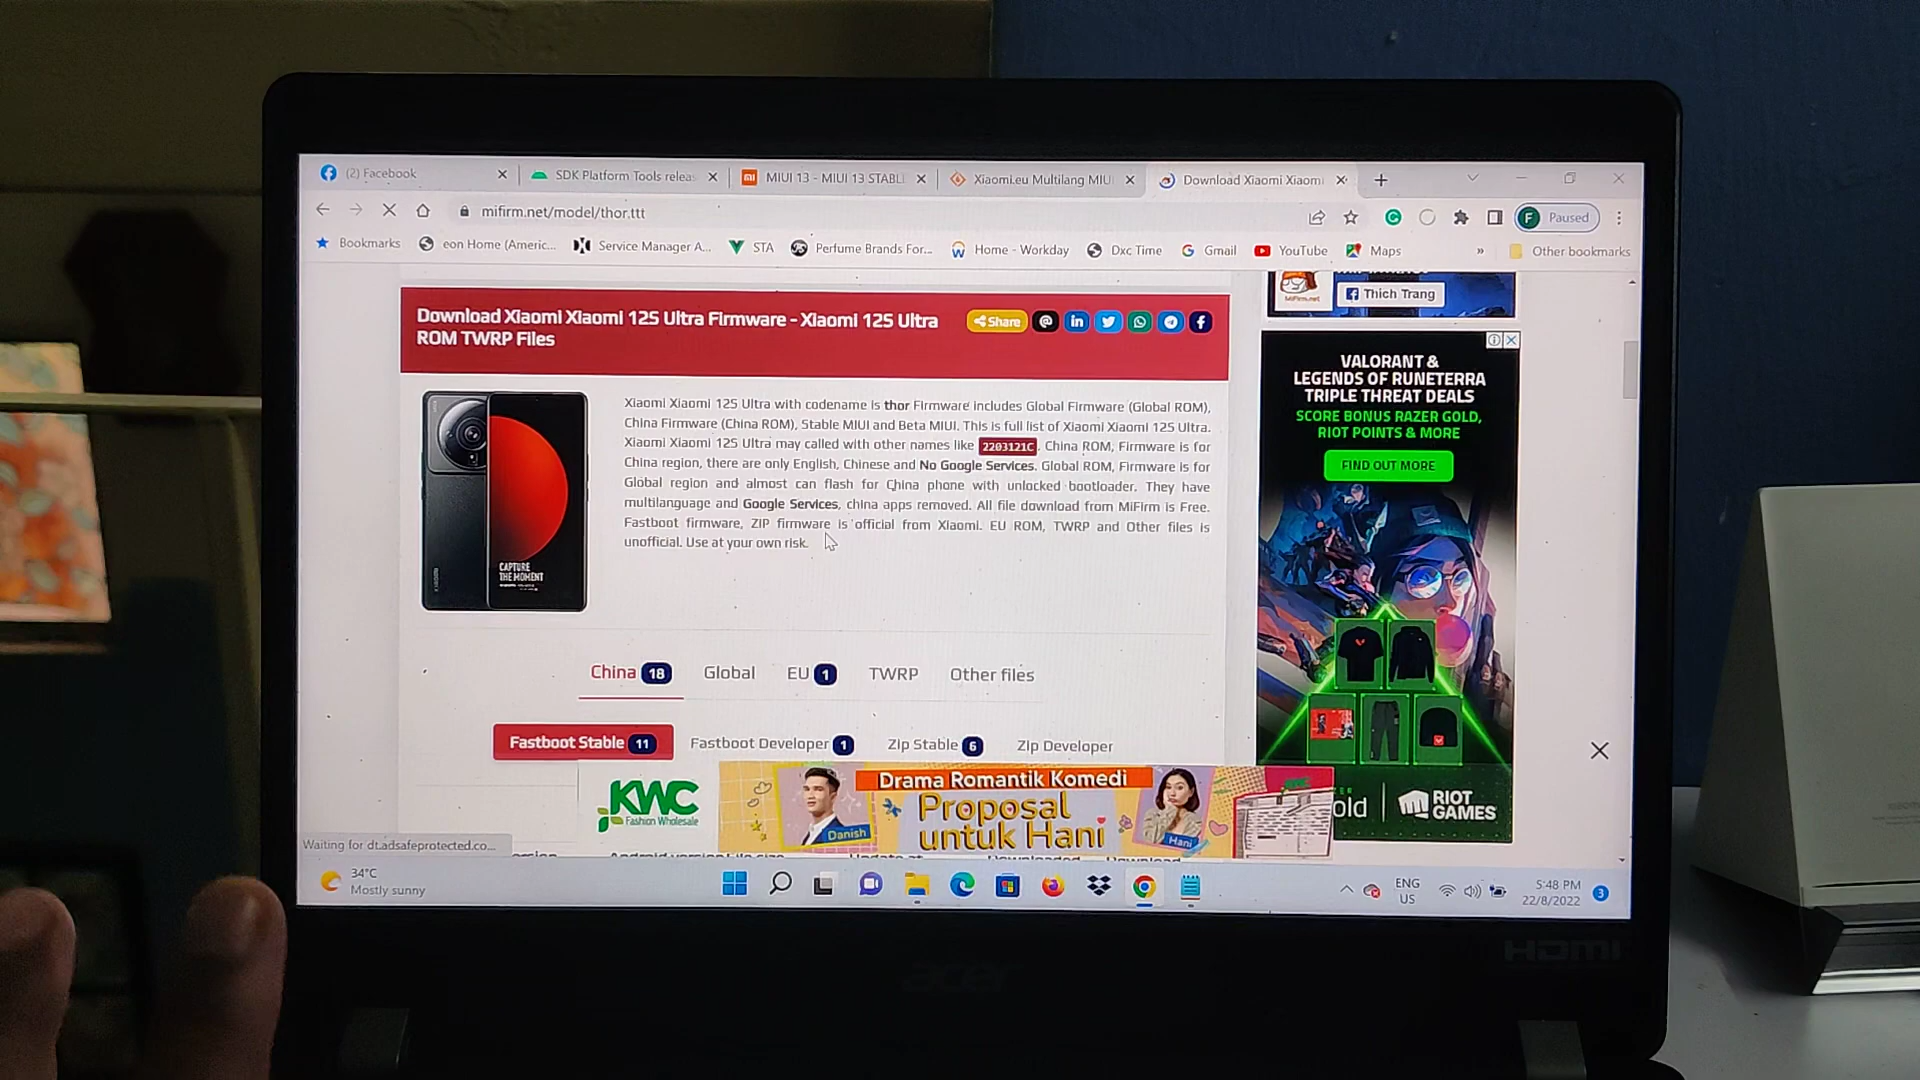 (2) Facebook
SDK Platform Tools releas
MIUI 13 - MIUI 13 STABL
Xiaomi.eu Multilang MIUI
Download Xiaomi Xiaomi
mifirm.net/model/thor.ttt
F Paused
Bookmarks
eon Home (Americ...
Service Manager A...
STA
Perfume Brands For...
Home - Workday
Dxc Time
Gmail
YouTube
Maps
»
Other bookmarks
Download Xiaomi Xiaomi 12S Ultra Firmware - Xiaomi 12S Ultra
ROM TWRP Files
Share
MiFirm.net
Thich Trang
Xiaomi Xiaomi 12S Ultra with codename is thor Firmware includes Global Firmware (Global ROM),
China Firmware (China ROM), Stable MIUI and Beta MIUI. This is full list of Xiaomi Xiaomi 12S Ultra.
Xiaomi Xiaomi 12S Ultra may called with other names like 2203121C. China ROM, Firmware is for
China region, there are only English, Chinese and No Google Services. Global ROM, Firmware is for
Global region and almost can flash for China phone with unlocked bootloader. They have
multilanguage and Google Services, china apps removed. All file download from MiFirm is Free.
Fastboot firmware, ZIP firmware is official from Xiaomi. EU ROM, TWRP and Other files is
unofficial. Use at your own risk.
CAPTURE
THE MOMENT
VALORANT &
LEGENDS OF RUNETERRA
TRIPLE THREAT DEALS
SCORE BONUS RAZER GOLD,
RIOT POINTS & MORE
FIND OUT MORE
old
RIOT
GAMES
China 18
Global
EU 1
TWRP
Other files
Fastboot Stable 11
Fastboot Developer 1
Zip Stable 6
Zip Developer
KWC
Fashion Wholesale
Drama Romantik Komedi
Proposal
untuk Hani
Danish
Hani
Waiting for dt.adsafeprotected.co...
34°C
Mostly sunny
ENG
US
5:48 PM
22/8/2022
3
acer
HDMI